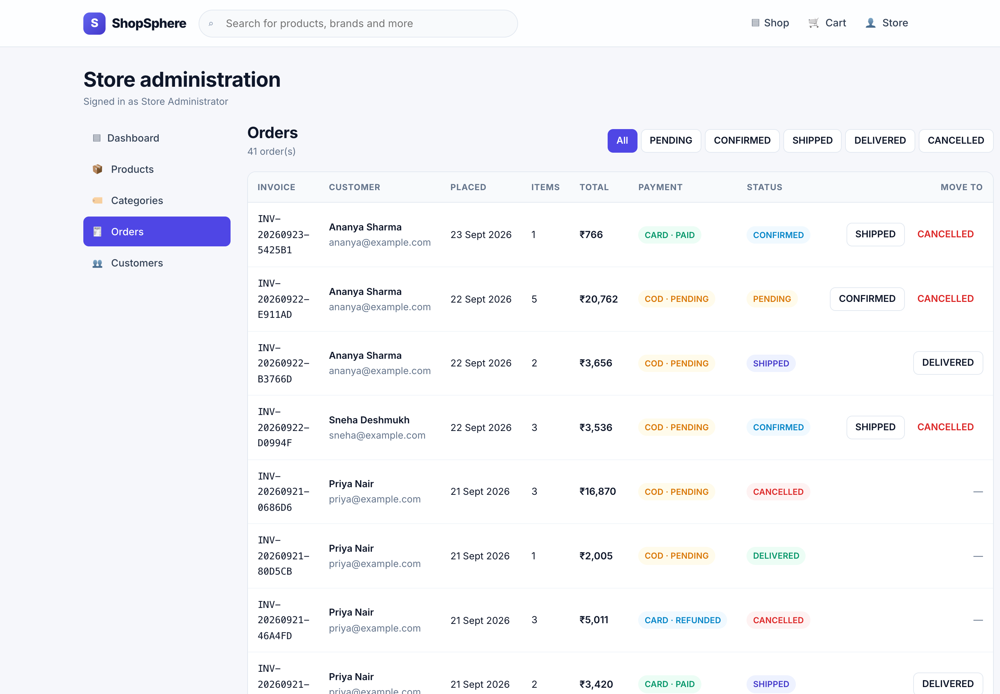 S ShopSphere
Search for products, brands and more
Shop
Cart
Store
Store administration
Signed in as Store Administrator
Dashboard
Products
Categories
Orders
Customers
Orders
41 order(s)
All PENDING CONFIRMED SHIPPED DELIVERED CANCELLED
INVOICE CUSTOMER PLACED ITEMS TOTAL PAYMENT STATUS MOVE TO
INV-
20260923-
5425B1
Ananya Sharma
ananya@example.com
23 Sept 2026 1 ₹766 CARD · PAID CONFIRMED SHIPPED CANCELLED
INV-
20260922-
E911AD
Ananya Sharma
ananya@example.com
22 Sept 2026 5 ₹20,762 COD · PENDING PENDING CONFIRMED CANCELLED
INV-
20260922-
B3766D
Ananya Sharma
ananya@example.com
22 Sept 2026 2 ₹3,656 COD · PENDING SHIPPED DELIVERED
INV-
20260922-
D0994F
Sneha Deshmukh
sneha@example.com
22 Sept 2026 3 ₹3,536 COD · PENDING CONFIRMED SHIPPED CANCELLED
INV-
20260921-
0686D6
Priya Nair
priya@example.com
21 Sept 2026 3 ₹16,870 COD · PENDING CANCELLED —
INV-
20260921-
80D5CB
Priya Nair
priya@example.com
21 Sept 2026 1 ₹2,005 COD · PENDING DELIVERED —
INV-
20260921-
46A4FD
Priya Nair
priya@example.com
21 Sept 2026 3 ₹5,011 CARD · REFUNDED CANCELLED —
INV-
20260921-
Priya Nair
priya@example.com
21 Sept 2026 2 ₹3,420 CARD · PAID SHIPPED DELIVERED